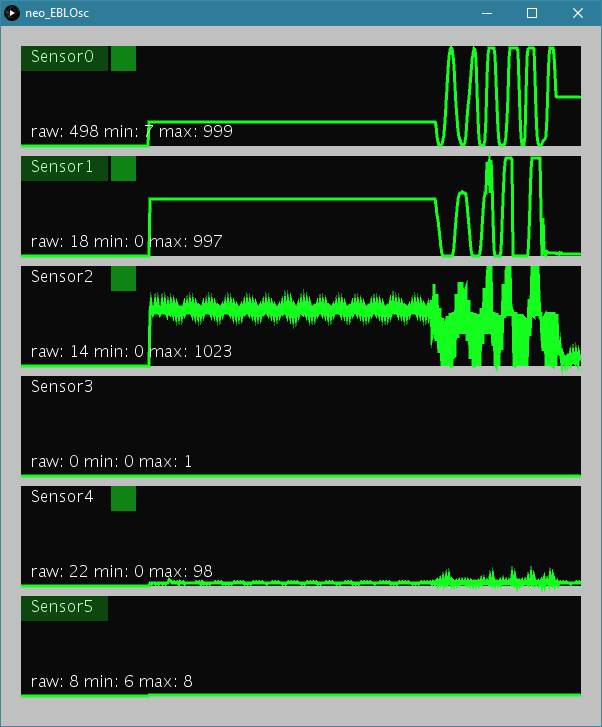 neo_EBLOsc
Sensor0
raw: 498 min: 7 max: 999
Sensor1
raw: 18 min: 0 max: 997
Sensor2
raw: 14 min: 0 max: 1023
Sensor3
raw: 0 min: 0 max: 1
Sensor4
raw: 22 min: 0 max: 98
Sensor5
raw: 8 min: 6 max: 8